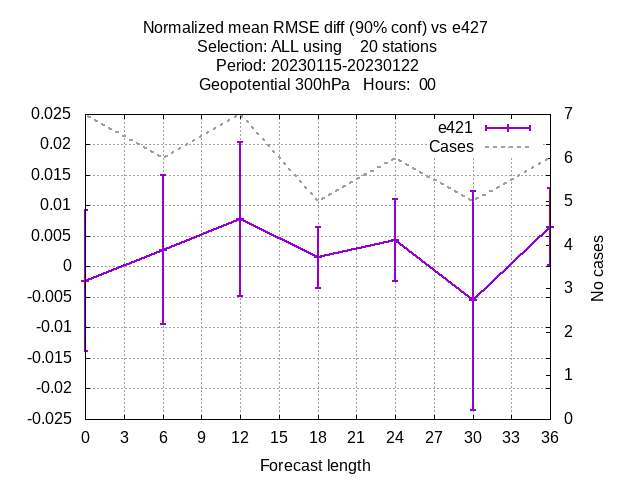 Normalized mean RMSE diff (90% conf) vs e427
Selection: ALL using    20 stations
Period: 20230115-20230122
Geopotential 300hPa   Hours:  00
0.025
0.02
0.015
0.01
0.005
0
-0.005
-0.01
-0.015
-0.02
-0.025
e421
Cases
7
6
5
4
3
2
1
0
No cases
0 3 6 9 12 15 18 21 24 27 30 33 36
Forecast length